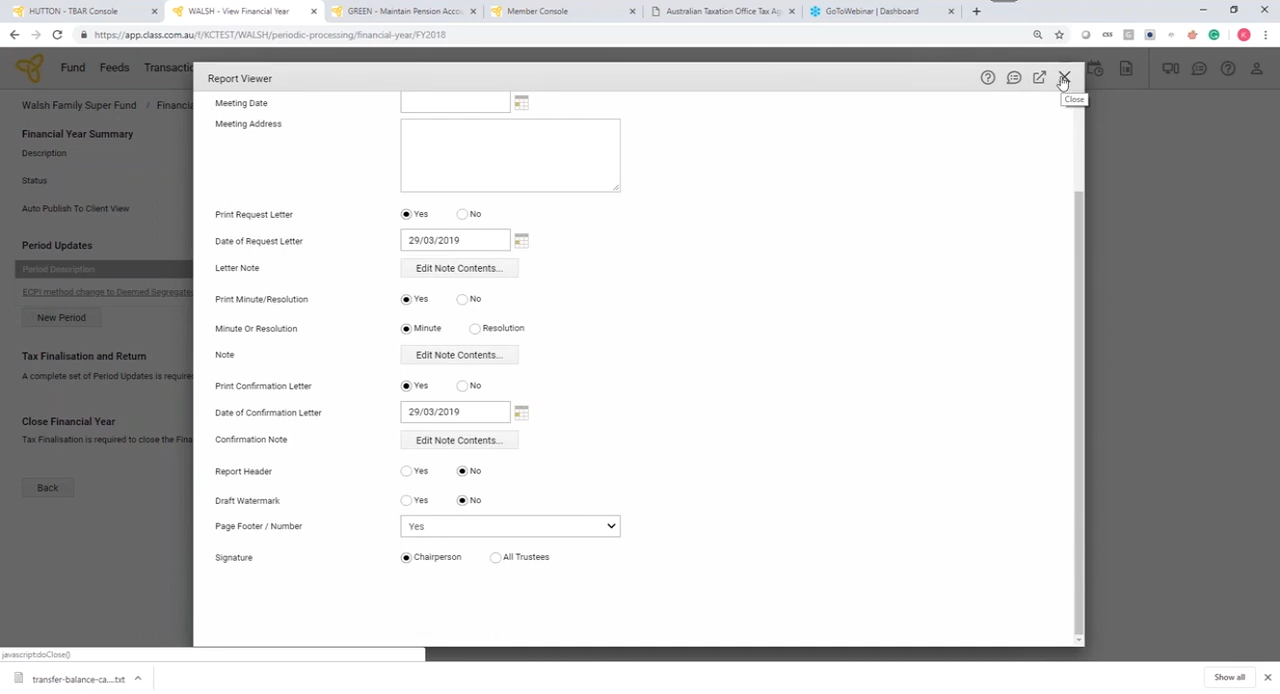 HUTTON - TBAR Console
WALSH - View Financial Year
GREEN - Maintain Pension Acco
Member Console
Australian Taxation Office Tax Ag
GoToWebinar | Dashboard
https://app.class.com.au/f/KCTEST/WALSH/periodic-processing/financial-year/FY2018
Fund Feeds Transactio
Report Viewer
Close
Walsh Family Super Fund / Financia
Financial Year Summary
Description
Status
Auto Publish To Client View
Period Updates
Period Description
ECPI method change to Deemed Segregate
New Period
Tax Finalisation and Return
A complete set of Period Updates is require
Close Financial Year
Tax Finalisation is required to close the Fina
Back
Meeting Date
Meeting Address
Print Request Letter Yes No
Date of Request Letter 29/03/2019
Letter Note Edit Note Contents...
Print Minute/Resolution Yes No
Minute Or Resolution Minute Resolution
Note Edit Note Contents...
Print Confirmation Letter Yes No
Date of Confirmation Letter 29/03/2019
Confirmation Note Edit Note Contents...
Report Header Yes No
Draft Watermark Yes No
Page Footer / Number Yes
Signature Chairperson All Trustees
javascript:doClose()
transfer-balance-ca....txt
Show all